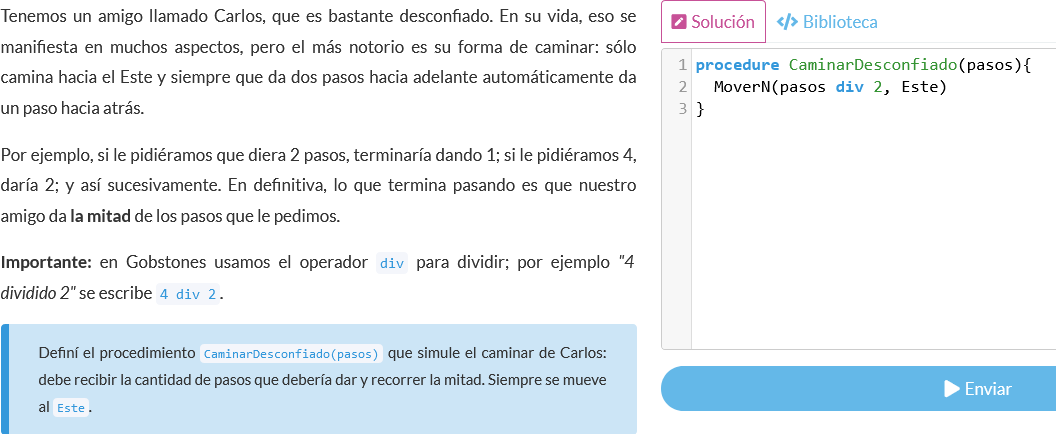 Tenemos un amigo llamado Carlos, que es bastante desconfiado. En su vida, eso se
manifiesta en muchos aspectos, pero el más notorio es su forma de caminar: sólo
camina hacia el Este y siempre que da dos pasos hacia adelante automáticamente da
un paso hacia atrás.
Por ejemplo, si le pidiéramos que diera 2 pasos, terminaría dando 1; si le pidiéramos 4,
daría 2; y así sucesivamente. En definitiva, lo que termina pasando es que nuestro
amigo da la mitad de los pasos que le pedimos.
Importante: en Gobstones usamos el operador div para dividir; por ejemplo "4
dividido 2" se escribe 4 div 2.
Definí el procedimiento CaminarDesconfiado(pasos) que simule el caminar de Carlos:
debe recibir la cantidad de pasos que debería dar y recorrer la mitad. Siempre se mueve
al Este.
Solución
</> Biblioteca
1 procedure CaminarDesconfiado(pasos){
2 MoverN(pasos div 2, Este)
3 }
Enviar